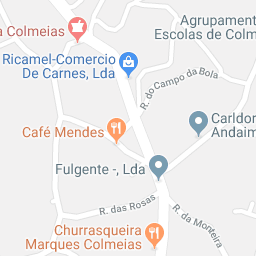 Agrupament
Escolas de Colm
a Colmeias
Ricamel-Comercio
De Carnes, Lda
R. do Campo da Bola
Carldor
Andaim
Café Mendes
Fulgente -, Lda
R. das Rosas
R. da Monteira
Churrasqueira
Marques Colmeias